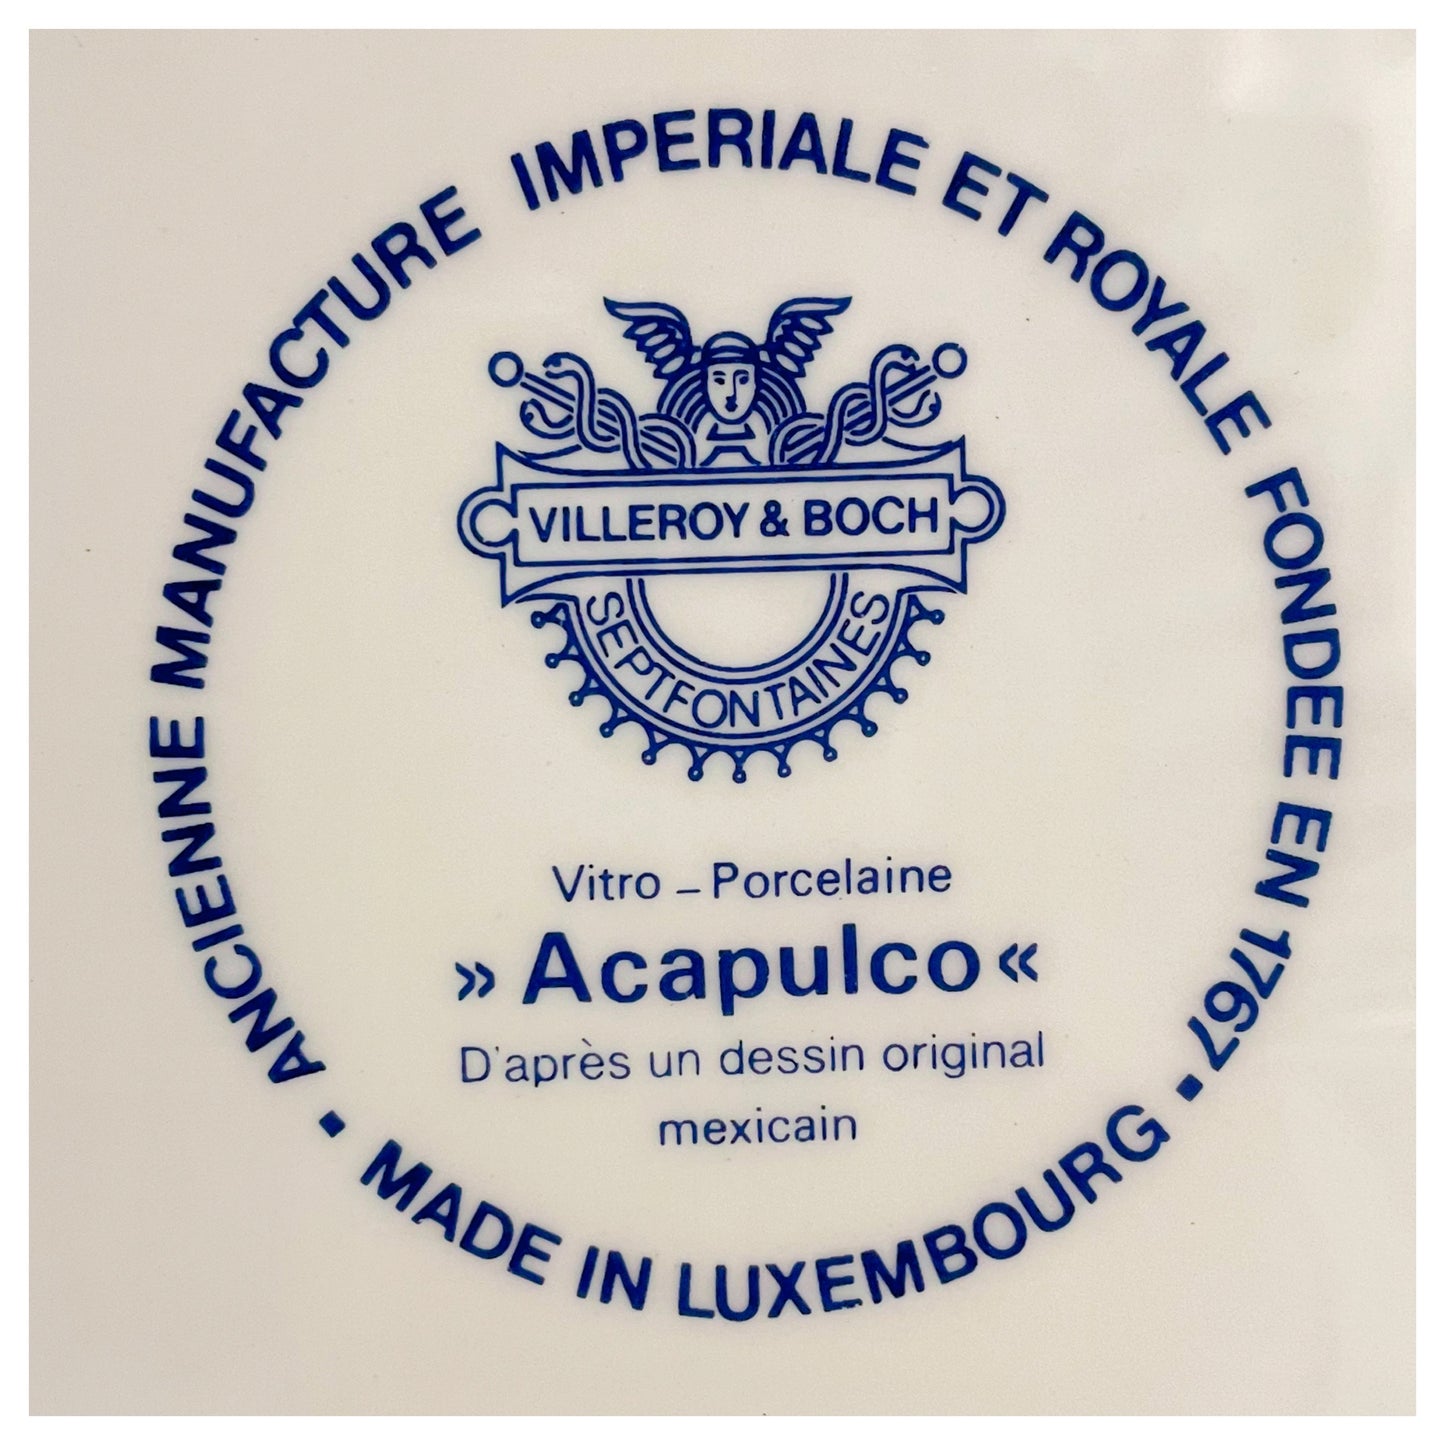 ANCIENNE MANUFACTURE IMPERIALE ET ROYALE FONDEE EN 1767 ·
MADE IN LUXEMBOURG ·
VILLEROY & BOCH
SEPTFONTAINES
Vitro – Porcelaine
» Acapulco «
D'après un dessin original
mexicain